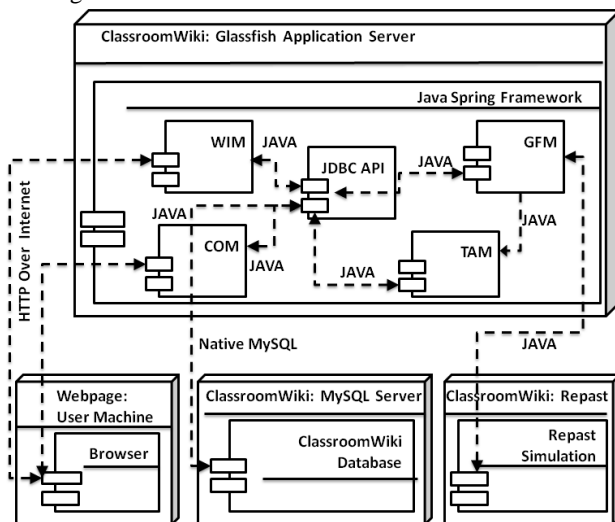 ClassroomWiki: Glassfish Application Server
Java Spring Framework
WIM
JAVA
JDBC API
JAVA
GFM
JAVA
COM
JAVA
JAVA
TAM
JAVA
HTTP Over Internet
Native MySQL
JAVA
Webpage:
User Machine
Browser
ClassroomWiki: MySQL Server
ClassroomWiki
Database
ClassroomWiki: Repast
Repast
Simulation